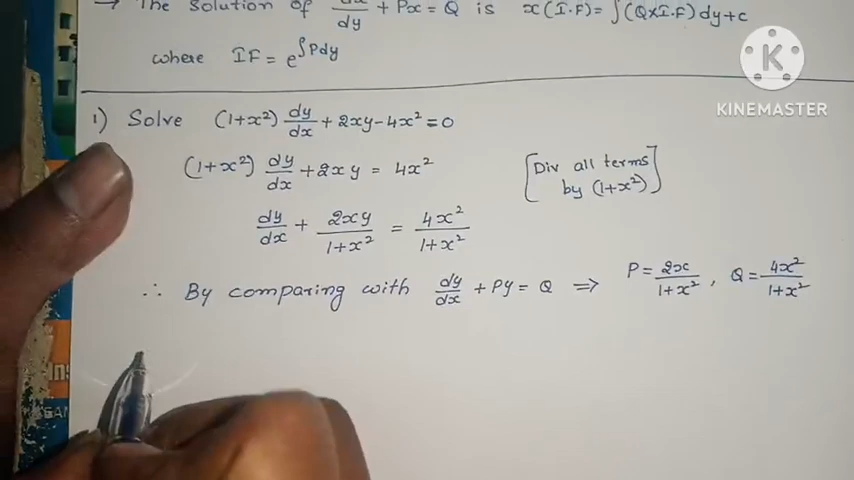 → The solution of dx/dy + Px = Q is x(I.F) = ∫(Q×I.F)dy+c
where IF = e^∫Pdy
1) Solve (1+x²) dy/dx + 2xy - 4x² = 0
(1+x²) dy/dx + 2xy = 4x² [Div all terms by (1+x²)]
dy/dx + 2xy/1+x² = 4x²/1+x²
∴ By comparing with dy/dx + Py = Q ⇒ P = 2x/1+x², Q = 4x²/1+x²
K
KINEMASTER